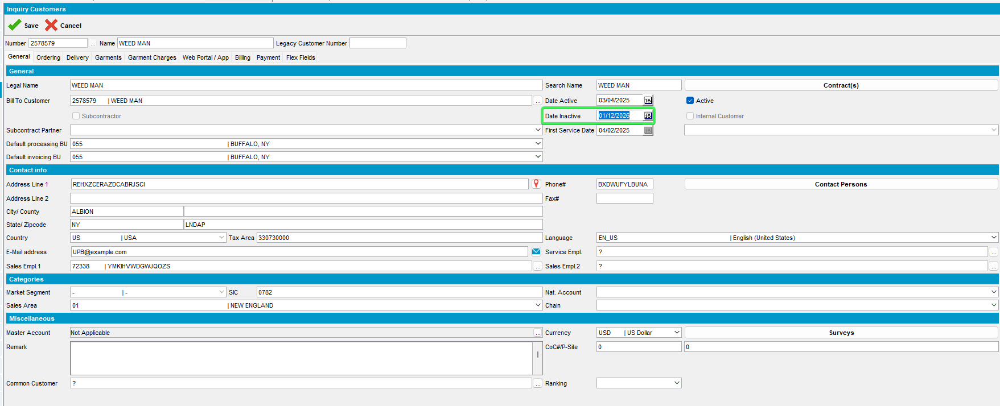 Inquiry Customers
Save Cancel
Number 2578579 ... Name WEED MAN Legacy Customer Number
General Ordering Delivery Garments Garment Charges Web Portal / App Billing Payment Flex Fields
General
Legal Name WEED MAN Search Name WEED MAN Contract(s)
Bill To Customer 2578579 | WEED MAN ... Date Active 03/04/2025 16 Active
Subcontractor Date Inactive 01/12/2026 16 Internal Customer
Subcontract Partner First Service Date 04/02/2025 16
Default processing BU 055 | BUFFALO, NY
Default invoicing BU 055 | BUFFALO, NY
Contact info
Address Line 1 REHXZCERAZDCABRJSCI Phone# BXDWUFYLBUNA Contact Persons
Address Line 2 Fax#
City/ County ALBION
State/ Zipcode NY LNDAP
Country US | USA Tax Area 330730000 Language EN_US | English (United States)
E-Mail address UPB@example.com Service Empl. ? ...
Sales Empl.1 72338 | YMKIHVWDGWJQOZS ... Sales Empl.2 ? ...
Categories
Market Segment - | - SIC 0782 Nat. Account
Sales Area 01 | NEW ENGLAND Chain
Miscellaneous
Master Account Not Applicable ... Currency USD | US Dollar Surveys
Remark CoC#/P-Site 0 0
Common Customer ? ... Ranking